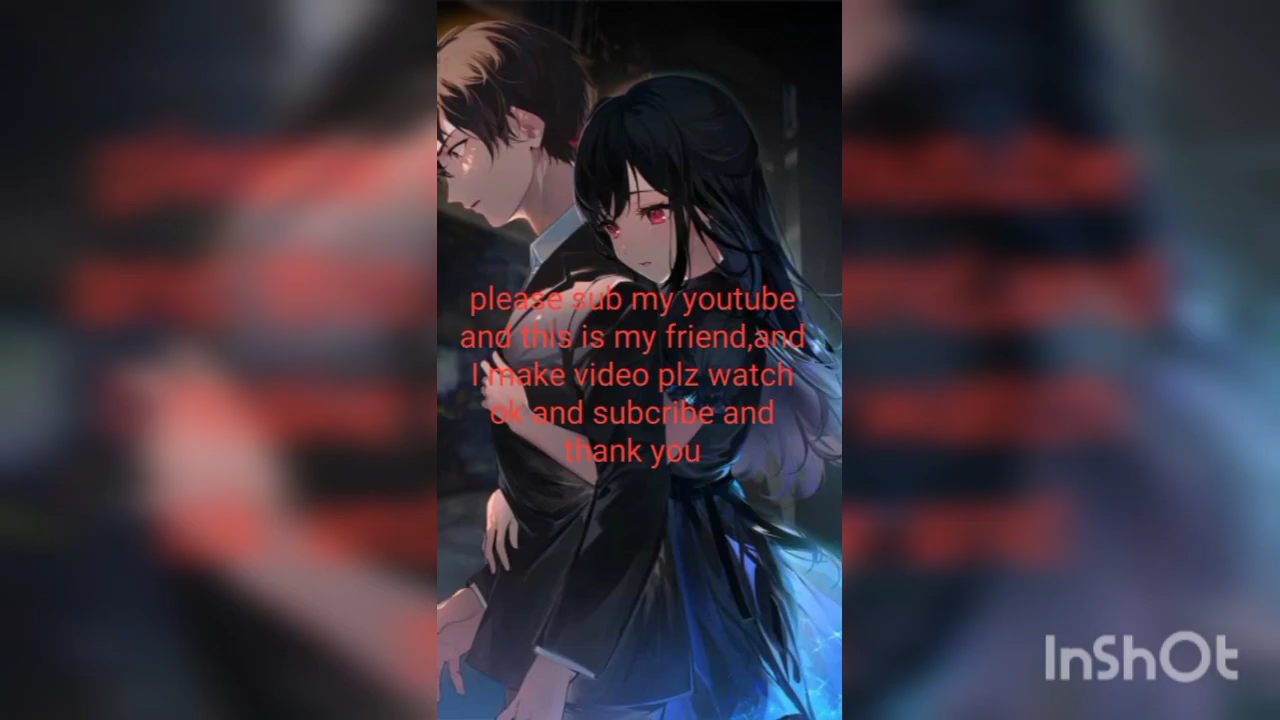 please sub my youtube
and this is my friend,and
I make video plz watch
ok and subcribe and
thank you
InShOt